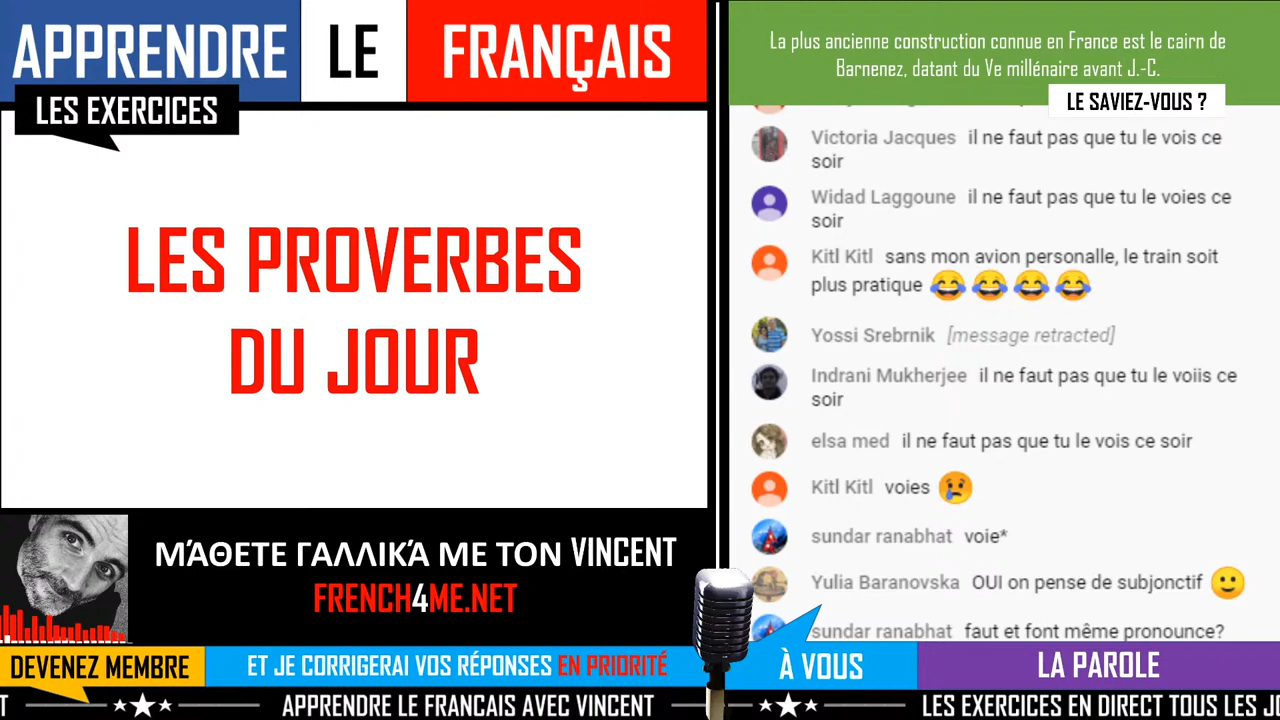 APPRENDRE LE FRANÇAIS
LES EXERCICES
LES PROVERBES
DU JOUR
ΜΆΘΕΤΕ ΓΑΛΛΙΚΆ ΜΕ ΤΟΝ VINCENT
FRENCH4ME.NET
DEVENEZ MEMBRE
ET JE CORRIGERAI VOS RÉPONSES EN PRIORITÉ
La plus ancienne construction connue en France est le cairn de
Barnenez, datant du Ve millénaire avant J.-C.
LE SAVIEZ-VOUS ?
Victoria Jacques il ne faut pas que tu le vois ce
soir
Widad Laggoune il ne faut pas que tu le voies ce
soir
Kitl Kitl sans mon avion personalle, le train soit
plus pratique 😂😂😂😂
Yossi Srebrnik [message retracted]
Indrani Mukherjee il ne faut pas que tu le voiis ce
soir
elsa med il ne faut pas que tu le vois ce soir
Kitl Kitl voies 😢
sundar ranabhat voie*
Yulia Baranovska OUI on pense de subjonctif 🙂
sundar ranabhat faut et font même pronounce?
À VOUS
LA PAROLE
T APPRENDRE LE FRANCAIS AVEC VINCENT LES EXERCICES EN DIRECT TOUS LES JO